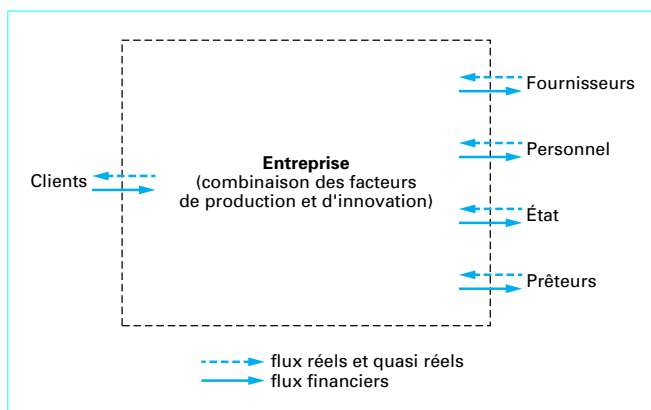 Fournisseurs
Personnel
Entreprise
(combinaison des facteurs
de production et d'innovation)
Clients
État
Prêteurs
flux réels et quasi réels
flux financiers